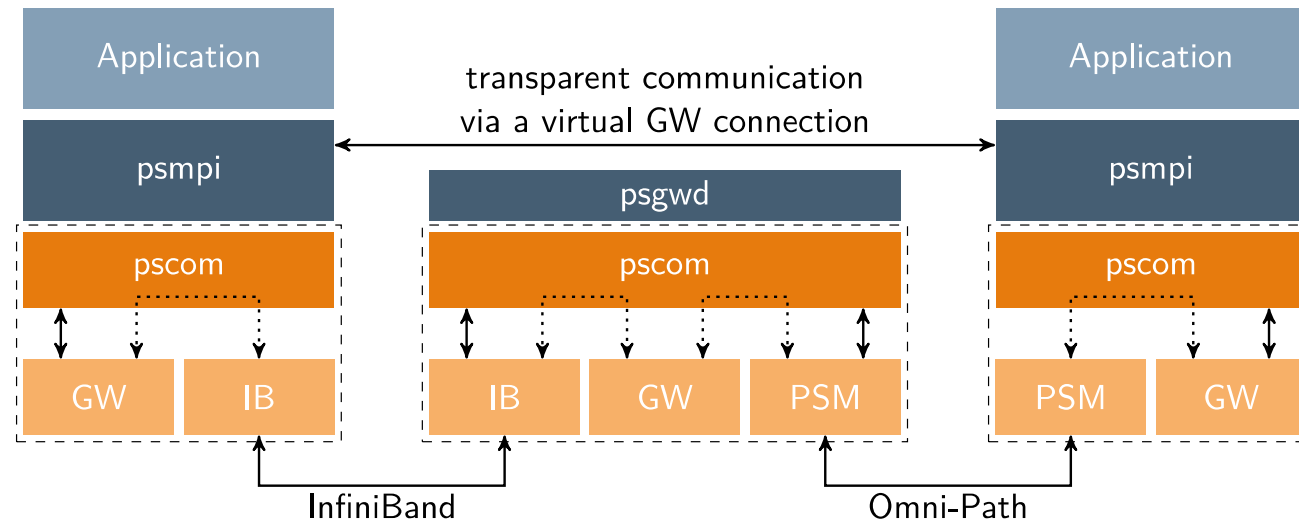 Application
psmpi
pscom
GW
IB
transparent communication
via a virtual GW connection
psgwd
pscom
IB
GW
PSM
Application
psmpi
pscom
PSM
GW
InfiniBand
Omni-Path